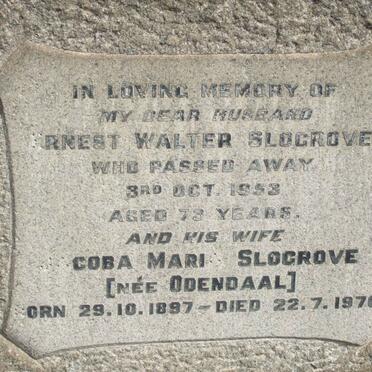 IN LOVING MEMORY OF
MY DEAR HUSBAND
RNEST WALTER SLOGROVE
WHO PASSED AWAY
3RD OCT. 1953
AGED 73 YEARS.
AND HIS WIFE
COBA MARI SLOGROVE
[NÉE ODENDAAL]
ORN 29.10.1897 – DIED 22.7.197